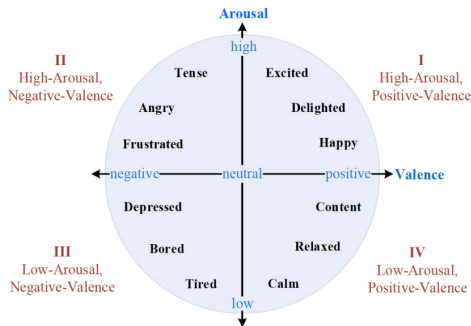 Arousal
high
II
High-Arousal,
Negative-Valence
I
High-Arousal,
Positive-Valence
Tense
Excited
Angry
Delighted
Frustrated
Happy
negative
neutral
positive
Valence
Depressed
Content
Bored
Relaxed
Tired
Calm
III
Low-Arousal,
Negative-Valence
IV
Low-Arousal,
Positive-Valence
low